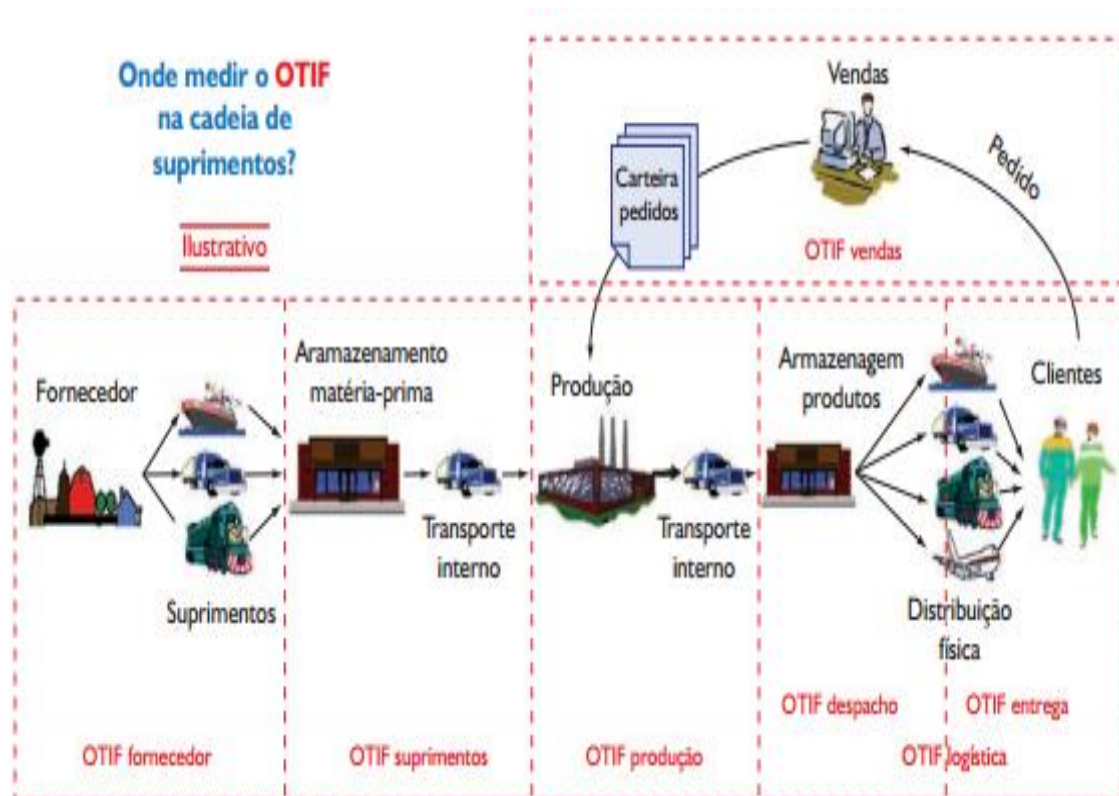 Onde medir o OTIF
na cadeia de
suprimentos?
Ilustrativo
Vendas
Pedido
Carteira
pedidos
OTIF vendas
Fornecedor
Suprimentos
OTIF fornecedor
Aramazenamento
matéria-prima
Transporte
interno
OTIF suprimentos
Produção
Transporte
interno
OTIF produção
Armazenagem
produtos
Clientes
Distribuição
física
OTIF despacho
OTIF entrega
OTIF logística